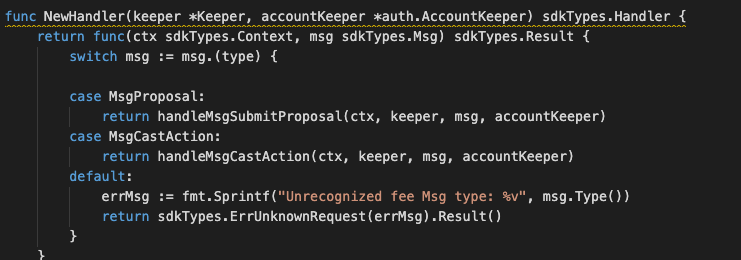 func NewHandler(keeper *Keeper, accountKeeper *auth.AccountKeeper) sdkTypes.Handler {
return func(ctx sdkTypes.Context, msg sdkTypes.Msg) sdkTypes.Result {
switch msg := msg.(type) {
case MsgProposal:
return handleMsgSubmitProposal(ctx, keeper, msg, accountKeeper)
case MsgCastAction:
return handleMsgCastAction(ctx, keeper, msg, accountKeeper)
default:
errMsg := fmt.Sprintf("Unrecognized fee Msg type: %v", msg.Type())
return sdkTypes.ErrUnknownRequest(errMsg).Result()
}
}